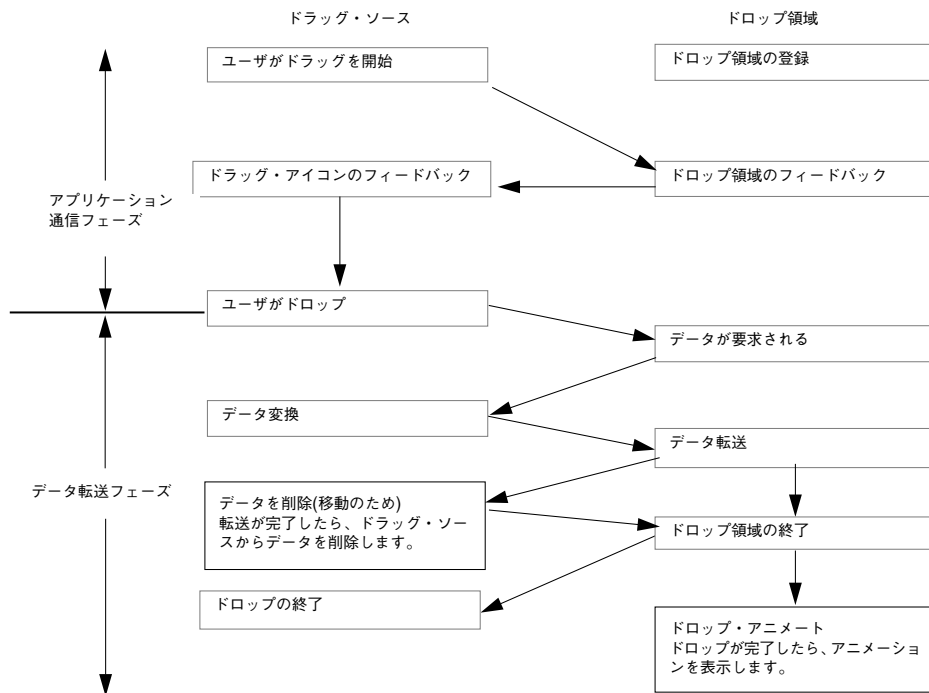 ドラッグ・ソース
ドロップ領域
ユーザがドラッグを開始
ドロップ領域の登録
ドラッグ・アイコンのフィードバック
ドロップ領域のフィードバック
アプリケーション
通信フェーズ
ユーザがドロップ
データが要求される
データ変換
データ転送
データ転送フェーズ
データを削除(移動のため)
転送が完了したら、ドラッグ・ソー
スからデータを削除します。
ドロップ領域の終了
ドロップの終了
ドロップ・アニメート
ドロップが完了したら、アニメーショ
ンを表示します。